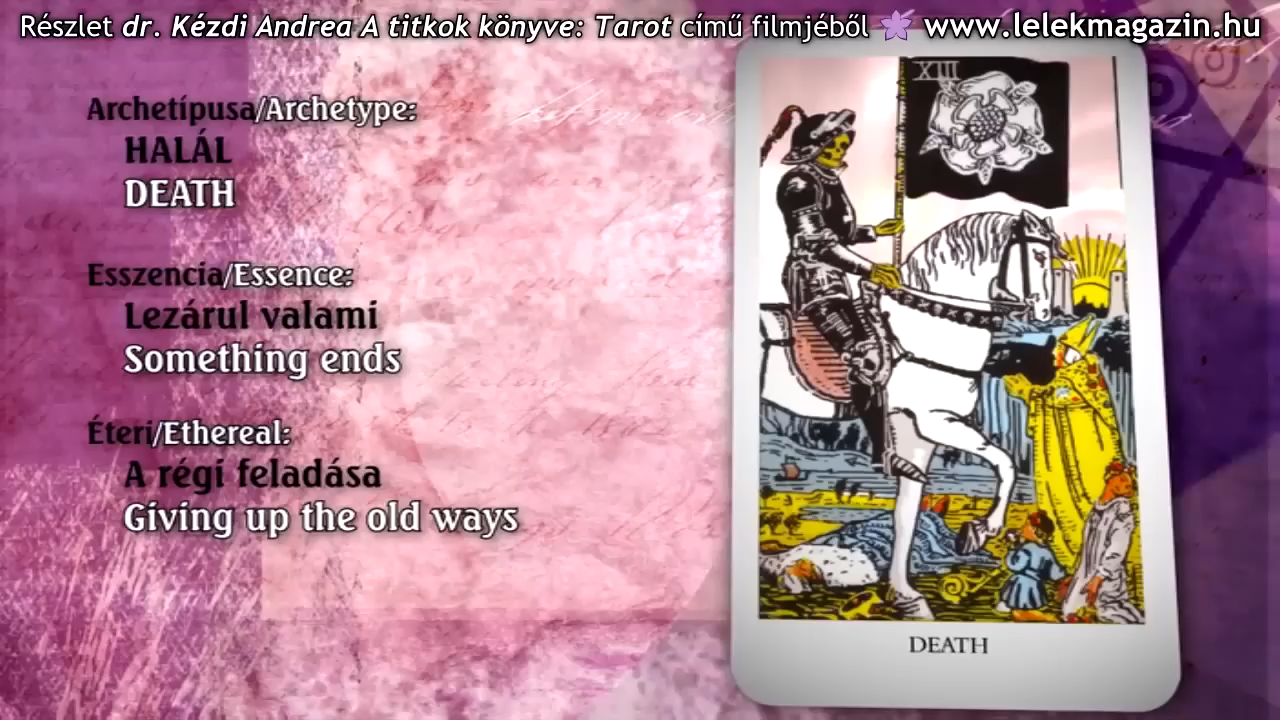 Részlet dr. Kézdi Andrea A titkok könyve: Tarot című filmjéből www.lelekmagazin.hu
Archetípusa/Archetype:
HALÁL
DEATH
Esszencia/Essence:
Lezárul valami
Something ends
Éteri/Ethereal:
A régi feladása
Giving up the old ways
XIII
DEATH